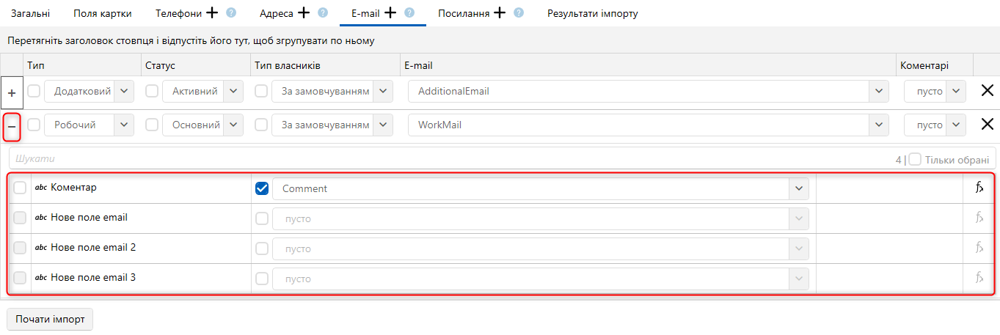 Загальні Поля картки Телефони + ? Адреса + ? E-mail + ? Посилання + ? Результати імпорту
Перетягніть заголовок стовпця і відпустіть його тут, щоб згрупувати по ньому
Тип Статус Тип власників E-mail Коментарі
+ Додатковий Активний За замовчуванням AdditionalEmail пусто
− Робочий Основний За замовчуванням WorkMail пусто
Шукати 4 | Тільки обрані
abc Коментар Comment fx
abc Нове поле email пусто fx
abc Нове поле email 2 пусто fx
abc Нове поле email 3 пусто fx
Почати імпорт